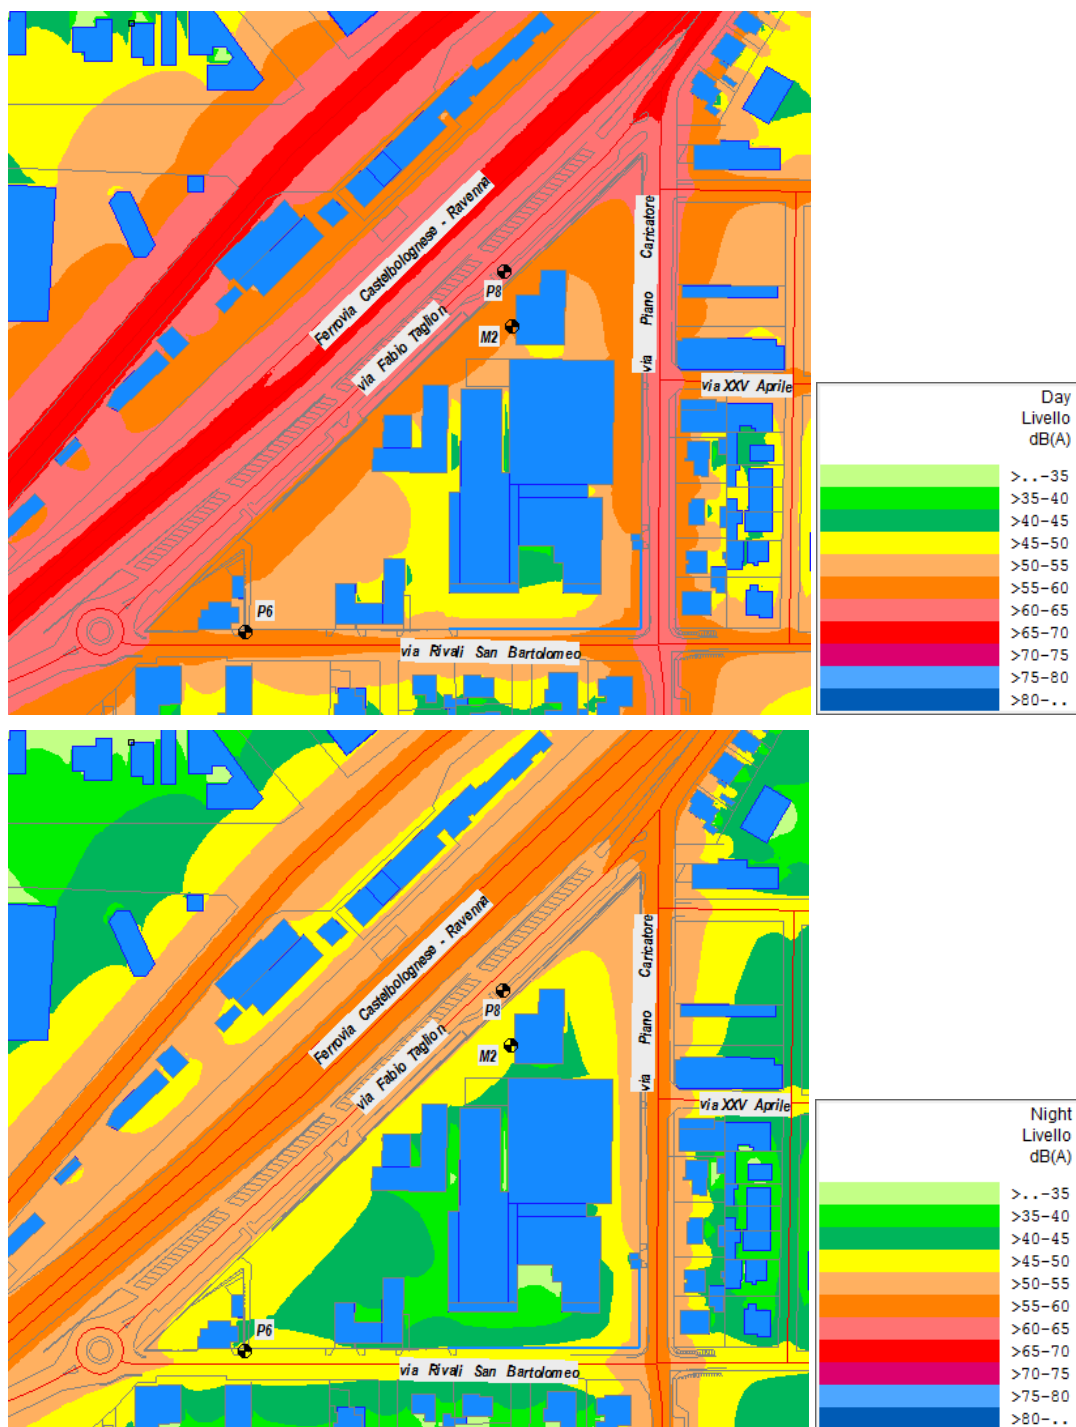 Ferrovia Castelbolognese - Ravenna
via Fabio Taglion
P8
M2
via Piano Caricatore
via XXV Aprile
P6
via Rivali San Bartolomeo
Day
Livello
dB(A)
>..-35
>35-40
>40-45
>45-50
>50-55
>55-60
>60-65
>65-70
>70-75
>75-80
>80-..
Ferrovia Castelbolognese - Ravenna
via Fabio Taglion
P8
M2
via Piano Caricatore
via XXV Aprile
P6
via Rivali San Bartolomeo
Night
Livello
dB(A)
>..-35
>35-40
>40-45
>45-50
>50-55
>55-60
>60-65
>65-70
>70-75
>75-80
>80-..